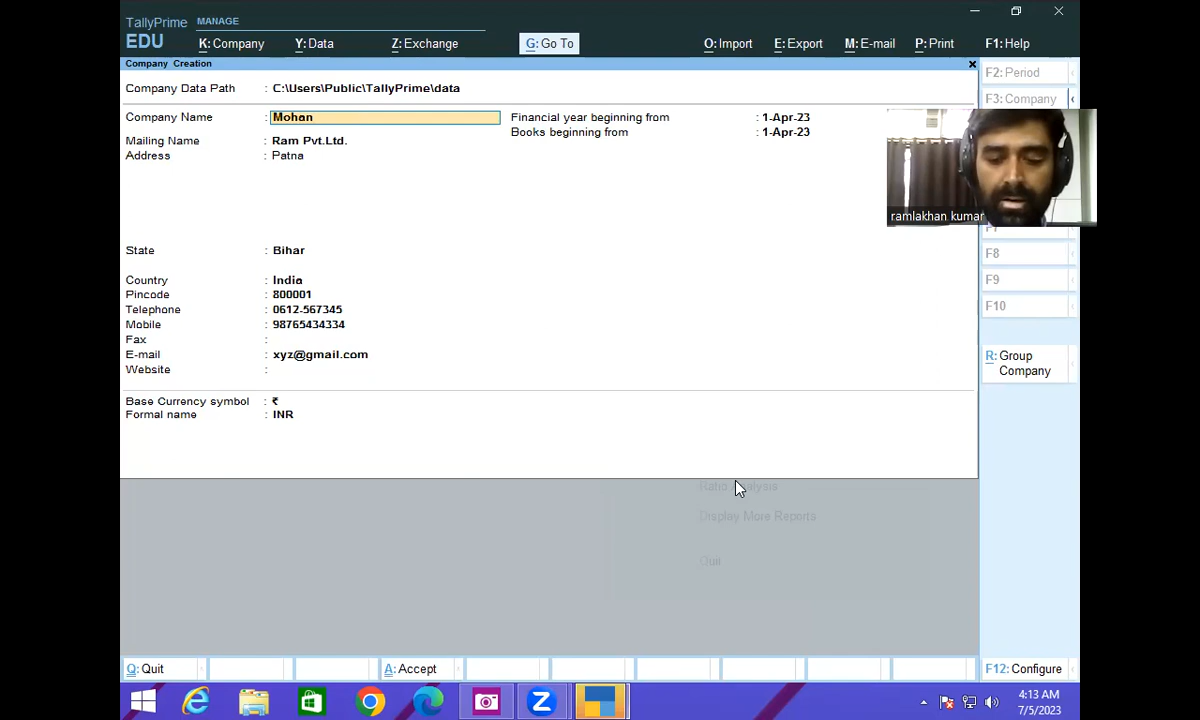 TallyPrime MANAGE
EDU
K: Company Y: Data Z: Exchange G: Go To O: Import E: Export M: E-mail P: Print F1: Help
Company Creation
F2: Period
Company Data Path : C:\Users\Public\TallyPrime\data
F3: Company
Company Name : Mohan
Financial year beginning from : 1-Apr-23
Books beginning from : 1-Apr-23
Mailing Name : Ram Pvt.Ltd.
Address : Patna
ramlakhan kumar
F7
State : Bihar
F8
Country : India
F9
Pincode : 800001
F10
Telephone : 0612-567345
Mobile : 98765434334
Fax :
E-mail : xyz@gmail.com
Website :
R: Group
Company
Base Currency symbol : ₹
Formal name : INR
Ratio Analysis
Display More Reports
Quit
Q: Quit A: Accept F12: Configure
4:13 AM
7/5/2023